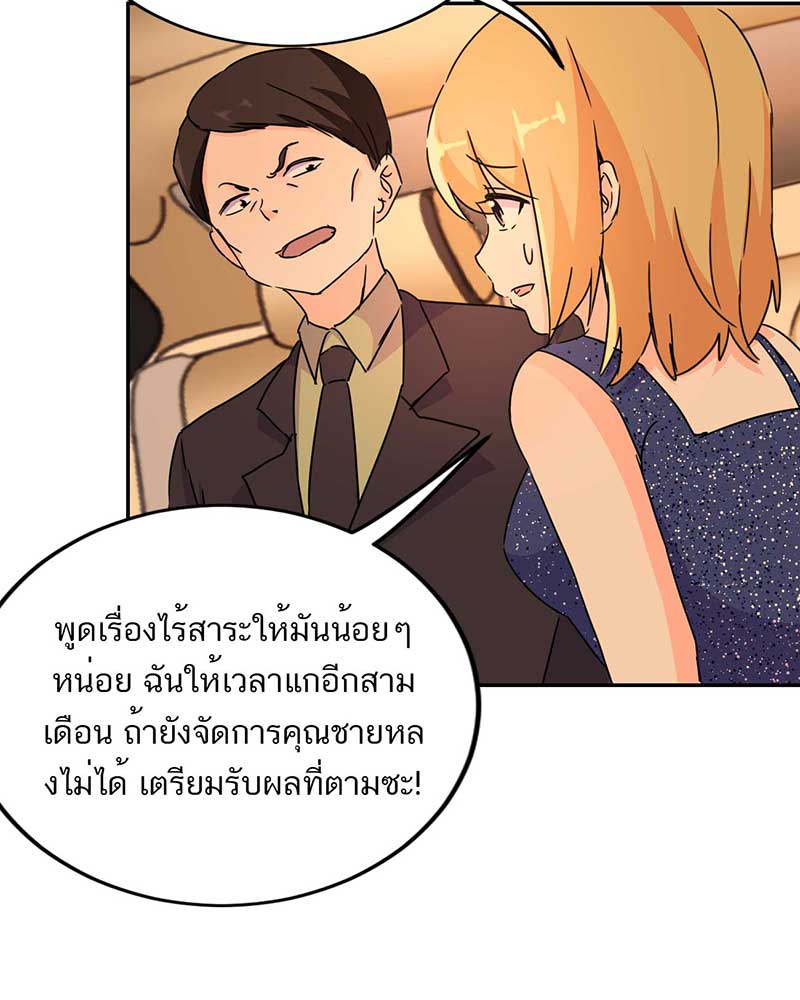 พูดเรื่องไร้สาระให้มันน้อยๆ
หน่อย ฉันให้เวลาแกอีกสาม
เดือน ถ้ายังจัดการคุณชายหล
งไม่ได้ เตรียมรับผลที่ตามซะ!